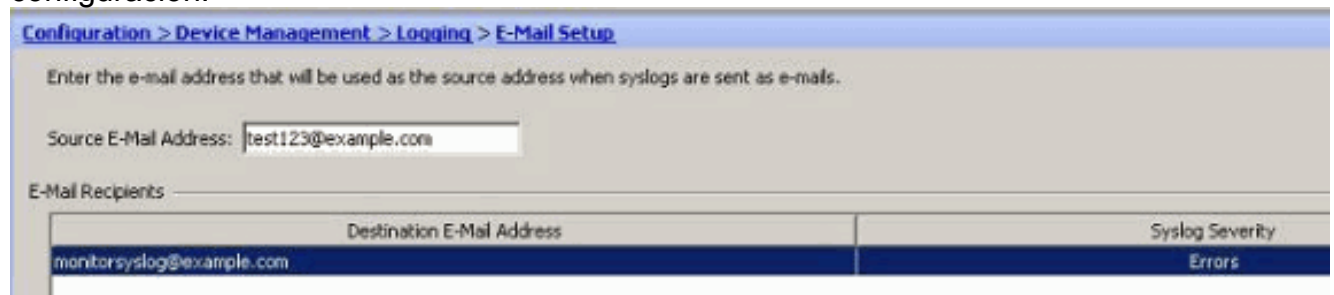 configuración.
Configuration > Device Management > Logging > E-Mail Setup
Enter the e-mail address that will be used as the source address when syslogs are sent as e-mails.
Source E-Mail Address: test123@example.com
E-Mail Recipients
Destination E-Mail Address Syslog Severity
monitorsyslog@example.com Errors